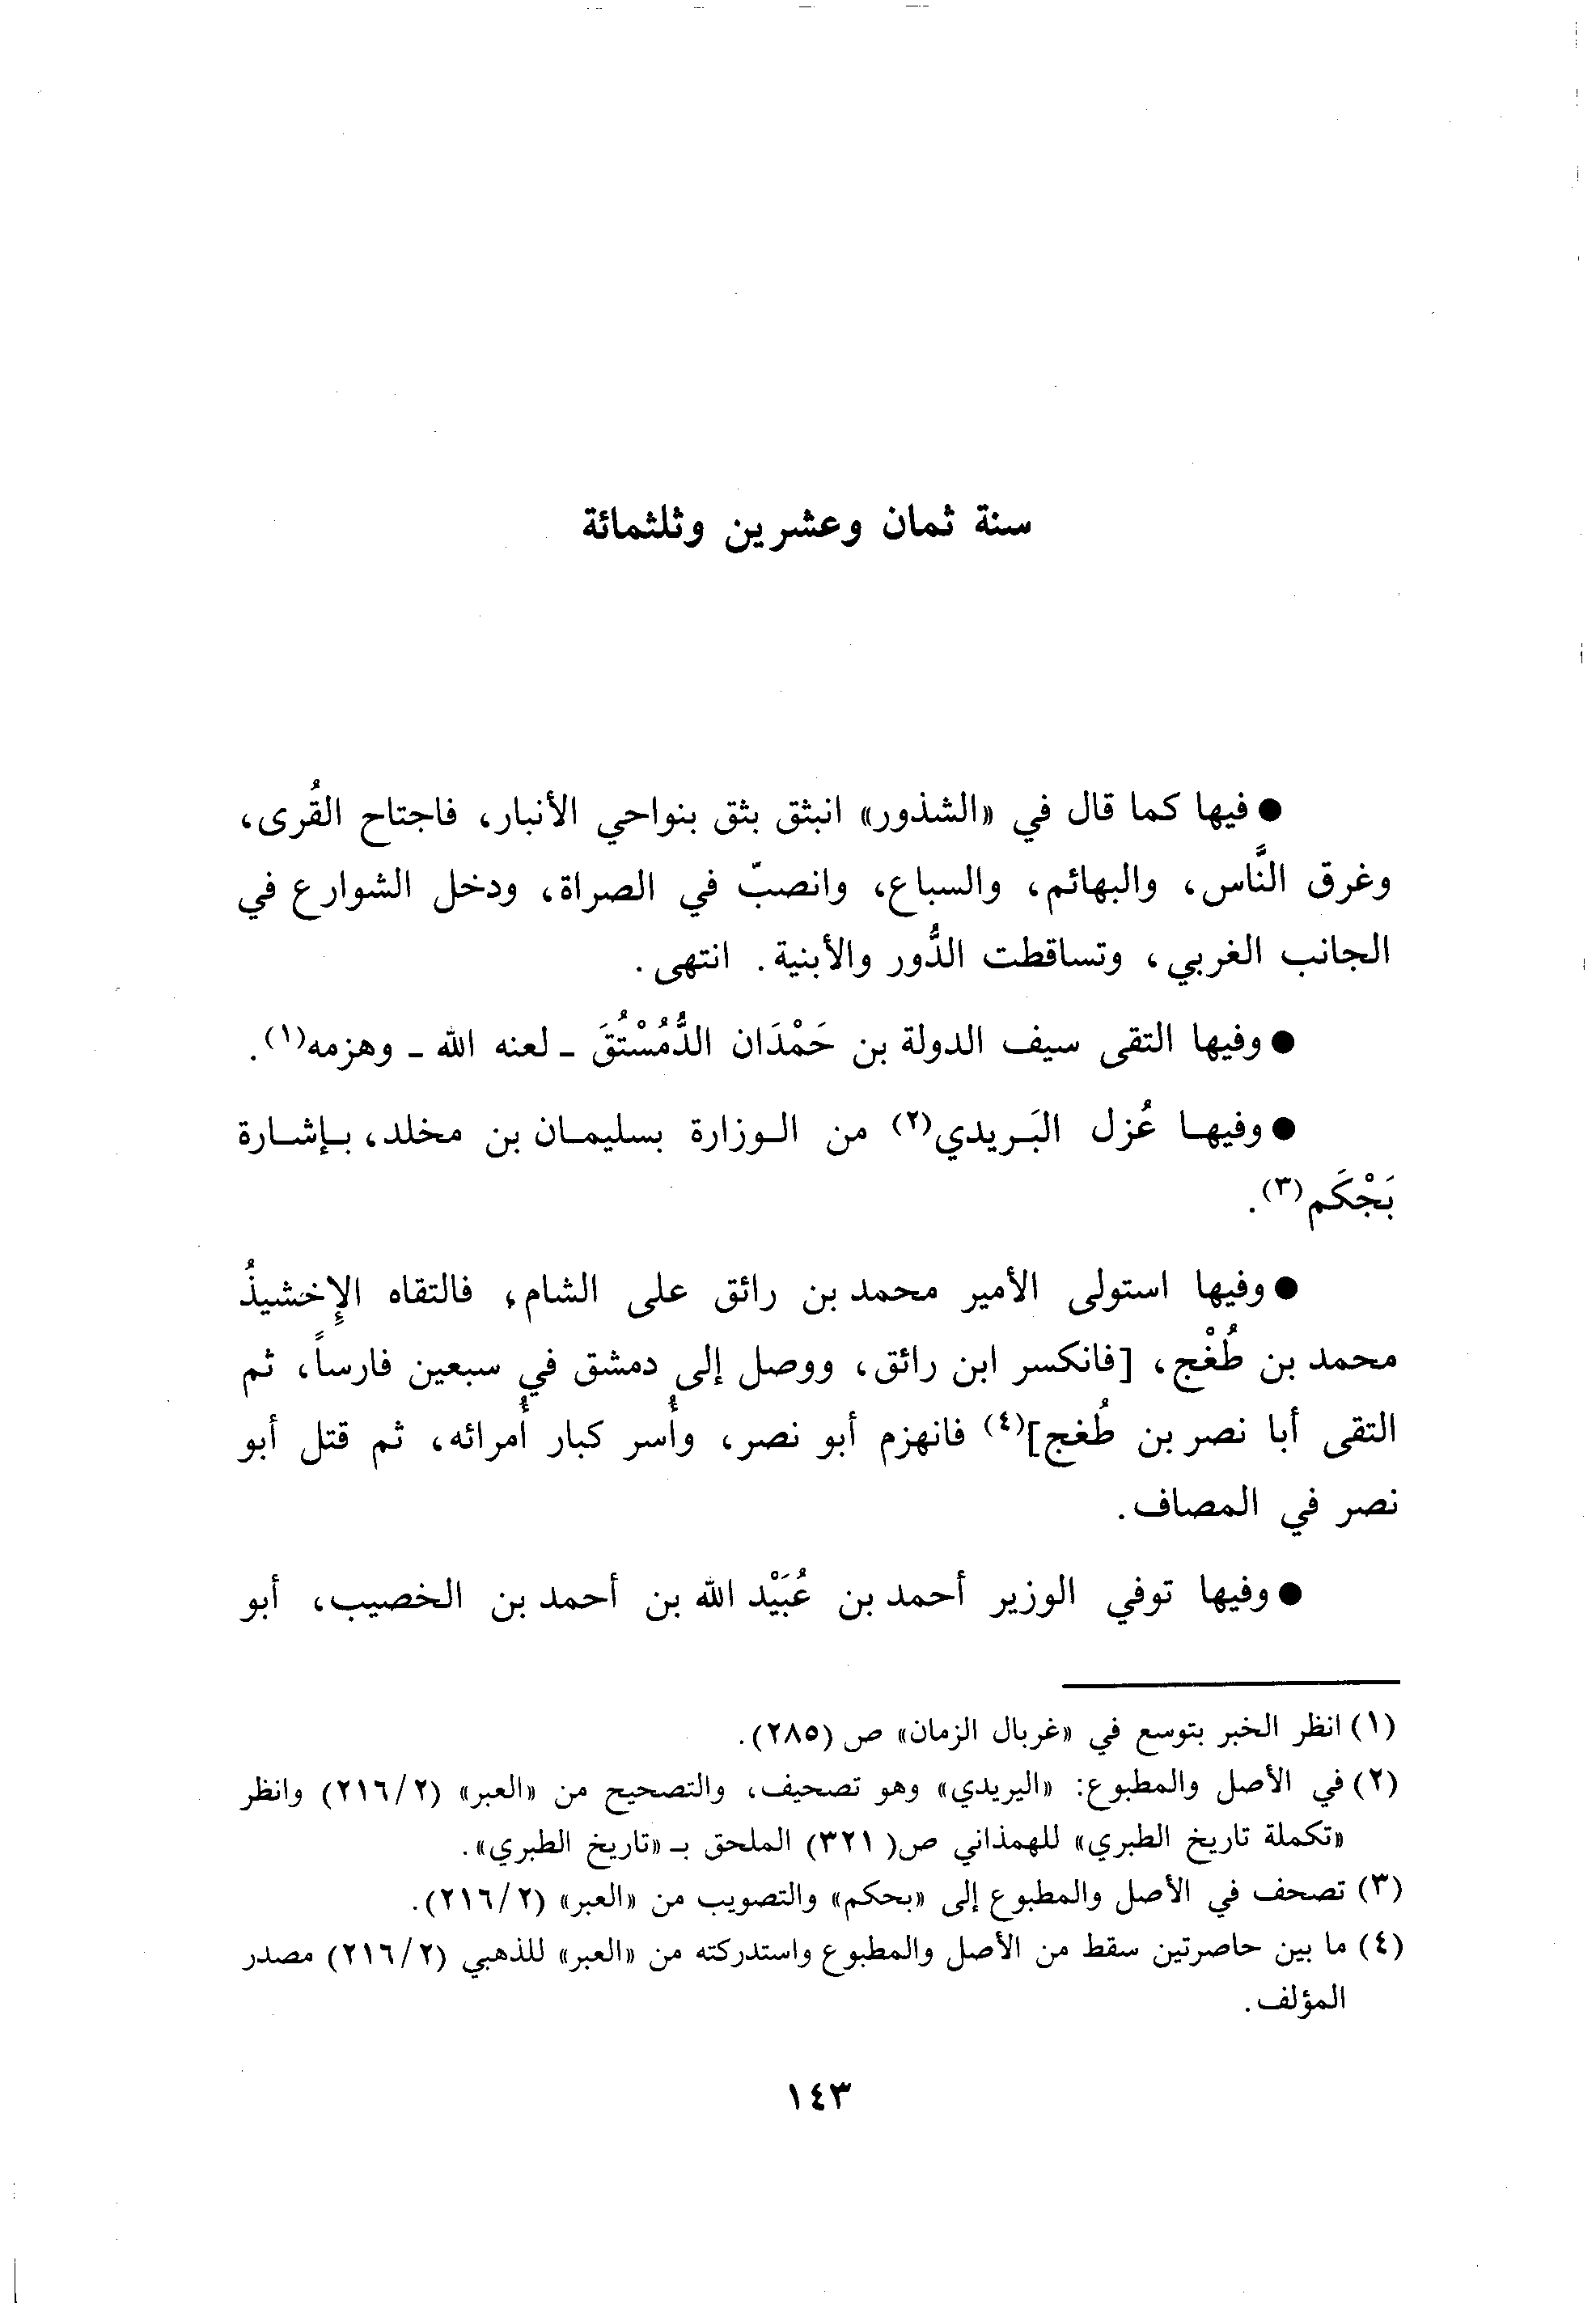 سنة ثمان وعشرين وثلثمائة
● فيها كما قال في «الشذور» انبثق بثق بنواحي الأنبار، فاجتاح القُرى،
وغرق النَّاس، والبهائم، والسباع، وانصبّ في الصراة، ودخل الشوارع في
الجانب الغربي، وتساقطت الدُّور والأبنية. انتهى.
● وفيها التقى سيف الدولة بن حَمْدَان الدُّمُسْتُقَ ـ لعنه الله ـ وهزمه(١).
● وفيهـا عُزل البَـريدي(٢) من الـوزارة بسليمـان بن مخلد، بـإشـارة
بَجْكَم(٣).
● وفيها استولى الأمير محمد بن رائق على الشام، فالتقاه الإِخشيذُ
محمد بن طُغْج، [فانكسر ابن رائق، ووصل إلى دمشق في سبعين فارساً، ثم
التقى أبا نصر بن طُغج](٤) فانهزم أبو نصر، وأُسر كبار أُمرائه، ثم قتل أبو
نصر في المصاف.
● وفيها توفي الوزير أحمد بن عُبَيْد الله بن أحمد بن الخصيب، أبو
(١) انظر الخبر بتوسع في «غربال الزمان» ص (٢٨٥).
(٢) في الأصل والمطبوع: «اليريدي» وهو تصحيف، والتصحيح من «العبر» (٢/٢١٦) وانظر
«تكملة تاريخ الطبري» للهمذاني ص( ٣٢١) الملحق بـ «تاريخ الطبري».
(٣) تصحف في الأصل والمطبوع إلى «بحكم» والتصويب من «العبر» (٢/٢١٦).
(٤) ما بين حاصرتين سقط من الأصل والمطبوع واستدركته من «العبر» للذهبي (٢/٢١٦) مصدر
المؤلف.
١٤٣